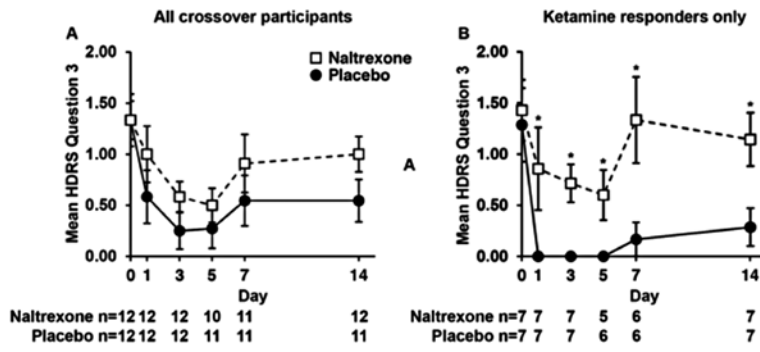 All crossover participants
A
Mean HDRS Question 3
2.00
1.50
1.00
0.50
0.00
Naltrexone
Placebo
0 1 3 5 7 14
Day
Naltrexone n=12 12 12 10 11 12
Placebo n=12 12 12 11 11 11
A
Ketamine responders only
B
Mean HDRS Question 3
2.00
1.50
1.00
0.50
0.00
* * * * * *
0 1 3 5 7 14
Day
Naltrexone n=7 7 7 5 6 7
Placebo n=7 7 7 6 6 7